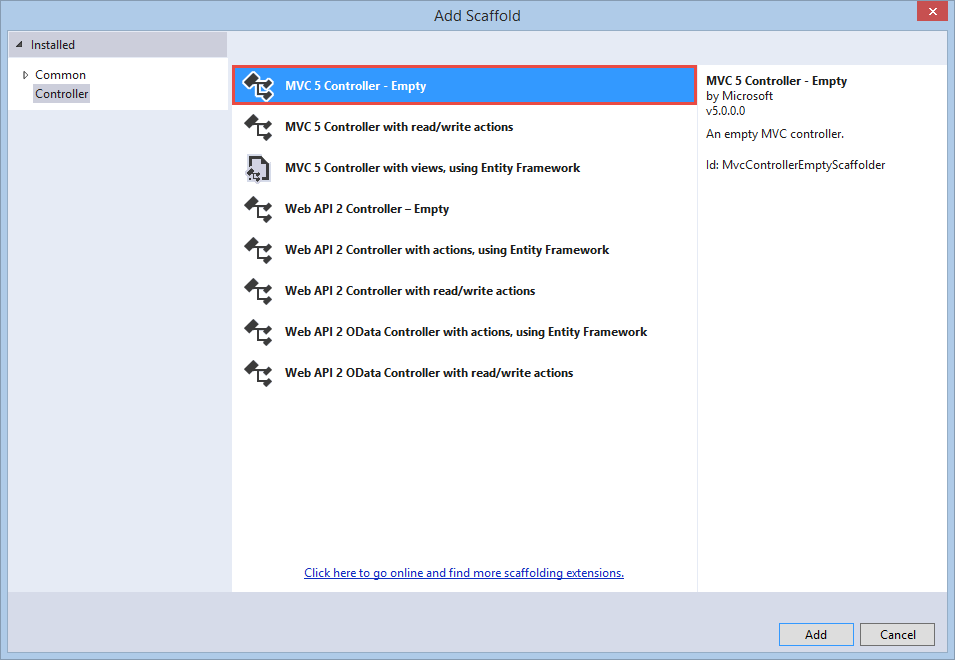 Add Scaffold
Installed
Common
Controller
MVC 5 Controller - Empty
MVC 5 Controller with read/write actions
MVC 5 Controller with views, using Entity Framework
Web API 2 Controller – Empty
Web API 2 Controller with actions, using Entity Framework
Web API 2 Controller with read/write actions
Web API 2 OData Controller with actions, using Entity Framework
Web API 2 OData Controller with read/write actions
Click here to go online and find more scaffolding extensions.
MVC 5 Controller - Empty
by Microsoft
v5.0.0.0
An empty MVC controller.
Id: MvcControllerEmptyScaffolder
Add
Cancel